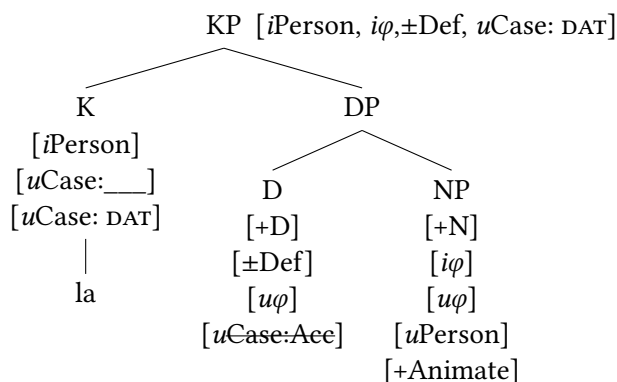 KP [iPerson, iφ,±Def, uCase: DAT]
K DP
[iPerson]
[uCase:___]
[uCase: DAT]
la
D NP
[+D] [+N]
[±Def] [iφ]
[uφ] [uφ]
[uCase:Acc] [uPerson]
[+Animate]